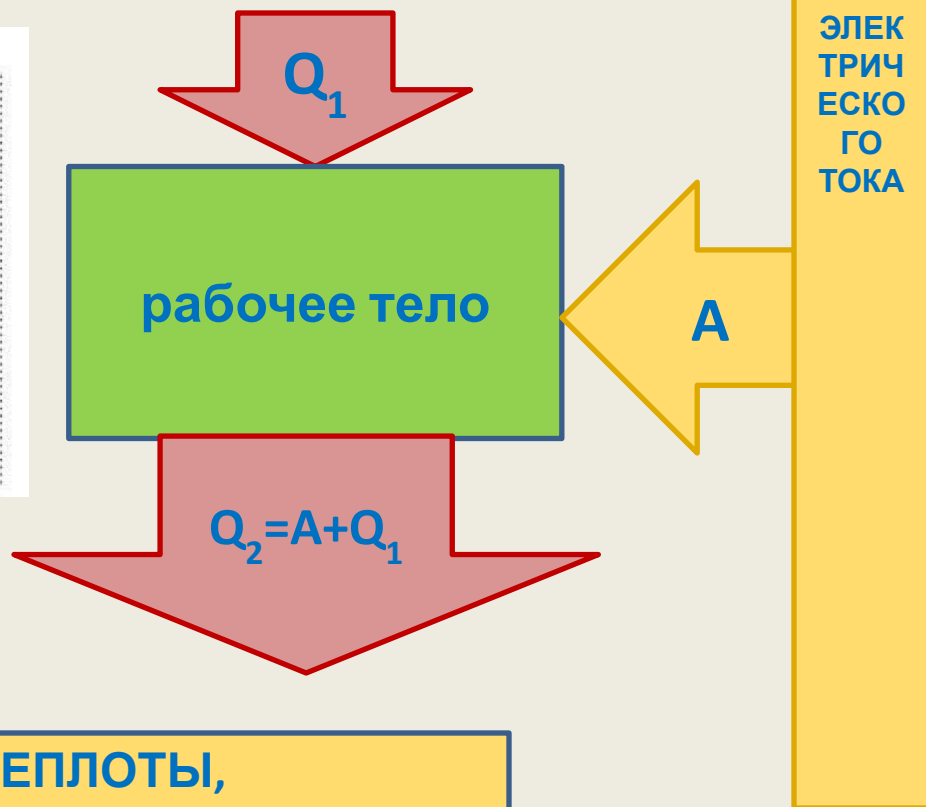 Q₁
ЭЛЕК
ТРИЧ
ЕСКО
ГО
ТОКА
рабочее тело
А
Q₂=А+Q₁
ЕПЛОТЫ,